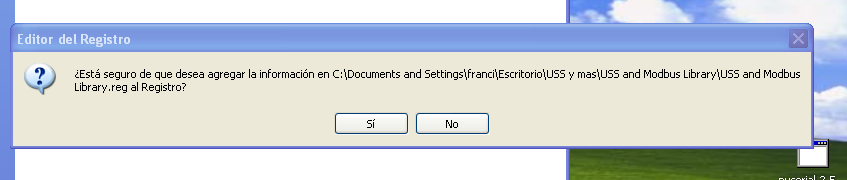 Editor del Registro
¿Está seguro de que desea agregar la información en C:\Documents and Settings\franci\Escritorio\USS y mas\USS and Modbus Library\USS and Modbus
Library.reg al Registro?
Sí
No